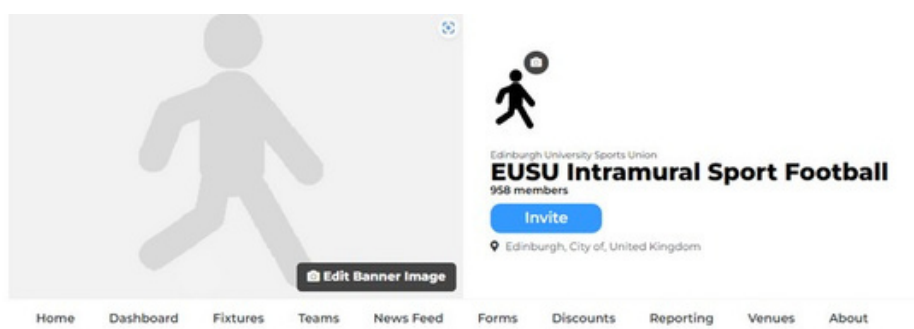 Edinburgh University Sports Union
EUSU Intramural Sport Football
958 members
Invite
Edinburgh, City of, United Kingdom
Edit Banner Image
Home Dashboard Fixtures Teams News Feed Forms Discounts Reporting Venues About